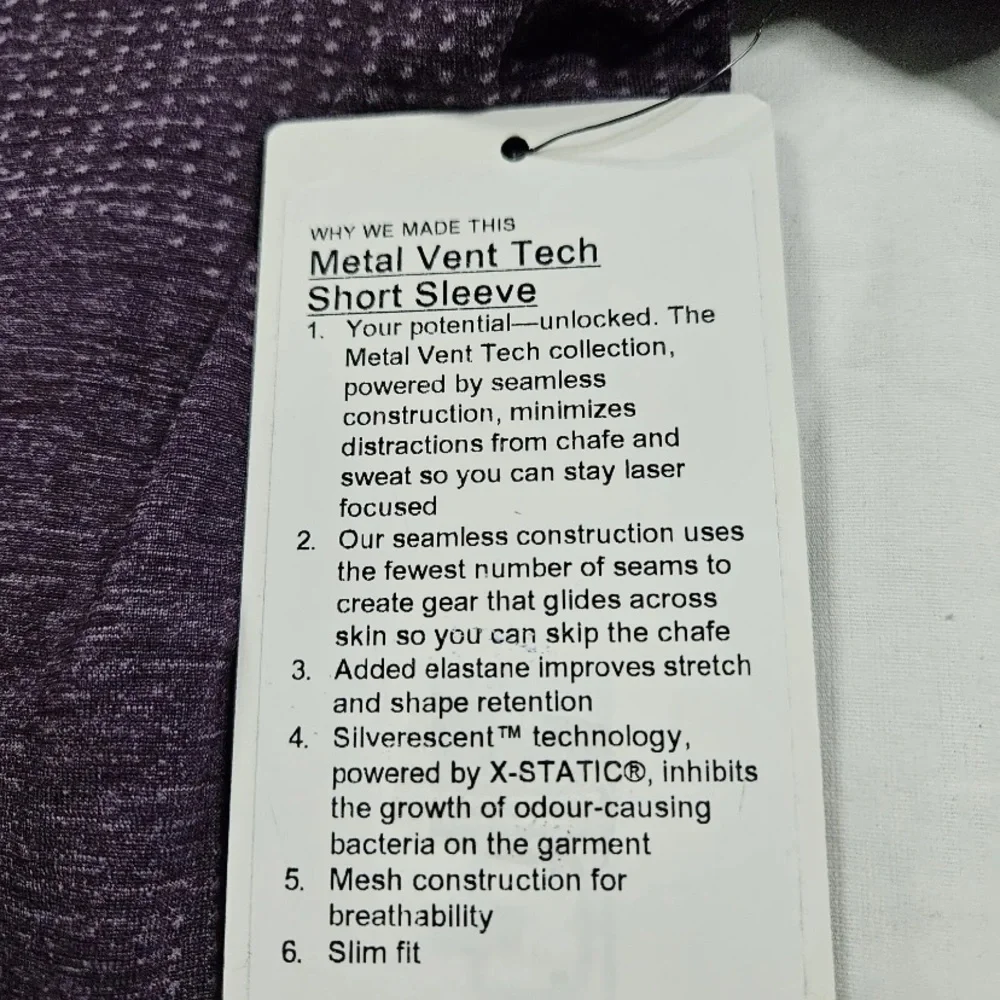 WHY WE MADE THIS
Metal Vent Tech
Short Sleeve
1. Your potential—unlocked. The
Metal Vent Tech collection,
powered by seamless
construction, minimizes
distractions from chafe and
sweat so you can stay laser
focused
2. Our seamless construction uses
the fewest number of seams to
create gear that glides across
skin so you can skip the chafe
3. Added elastane improves stretch
and shape retention
4. Silverescent™ technology,
powered by X-STATIC®, inhibits
the growth of odour-causing
bacteria on the garment
5. Mesh construction for
breathability
6. Slim fit